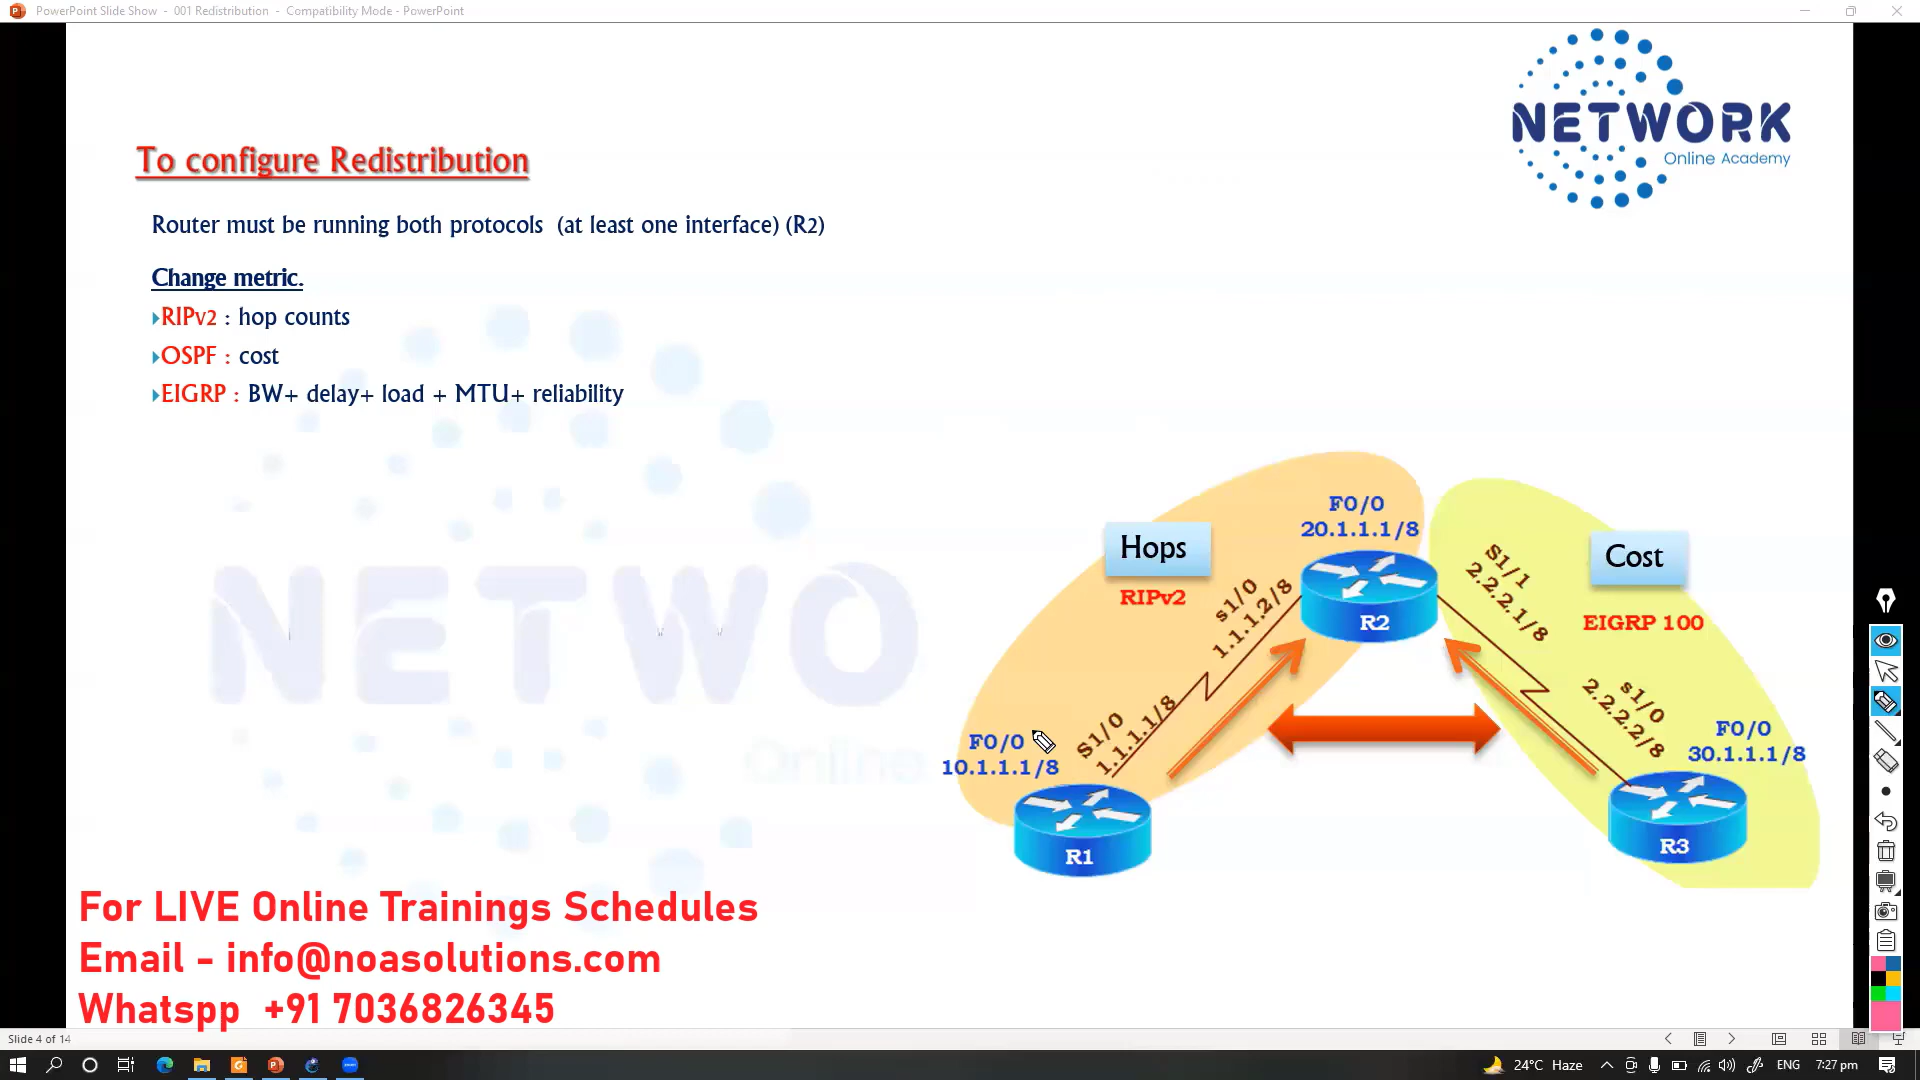 PowerPoint Slide Show - 001 Redistribution - Compatibility Mode - PowerPoint
NETWORK
Online Academy
To configure Redistribution
Router must be running both protocols (at least one interface) (R2)
Change metric.
RIPv2 : hop counts
OSPF : cost
EIGRP : BW+ delay+ load + MTU+ reliability
NETWO
Online
Hops
RIPv2
F0/0
20.1.1.1/8
R2
s1/0
1.1.1.2/8
S1/1
2.2.2.1/8
Cost
EIGRP 100
F0/0
10.1.1.1/8
S1/0
1.1.1.1/8
R1
s1/0
2.2.2.2/8
F0/0
30.1.1.1/8
R3
For LIVE Online Trainings Schedules
Email - info@noasolutions.com
Whatspp +91 7036826345
Slide 4 of 14
24°C Haze
ENG
7:27 pm